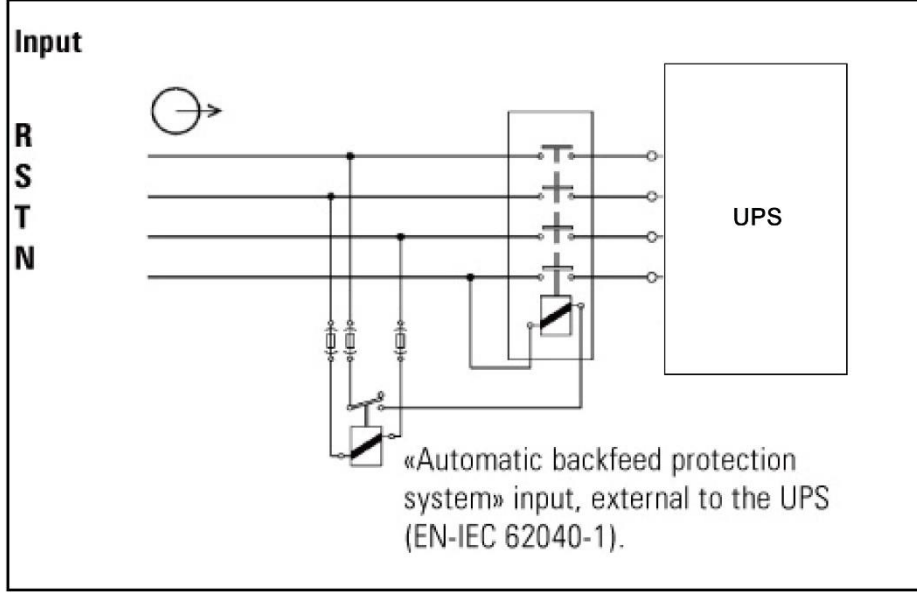 Input
R
S
T
N
UPS
«Automatic backfeed protection
system» input, external to the UPS
(EN-IEC 62040-1).